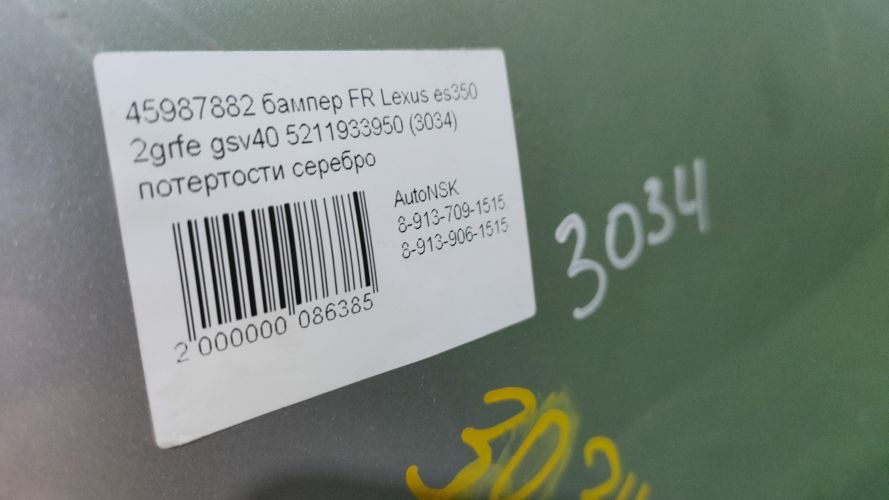 45987882 бампер FR Lexus es350
2grfe gsv40 5211933950 (3034)
потертости серебро
AutoNSK
8-913-709-1515,
8-913-906-1515
2 000000 086385
3034
3034